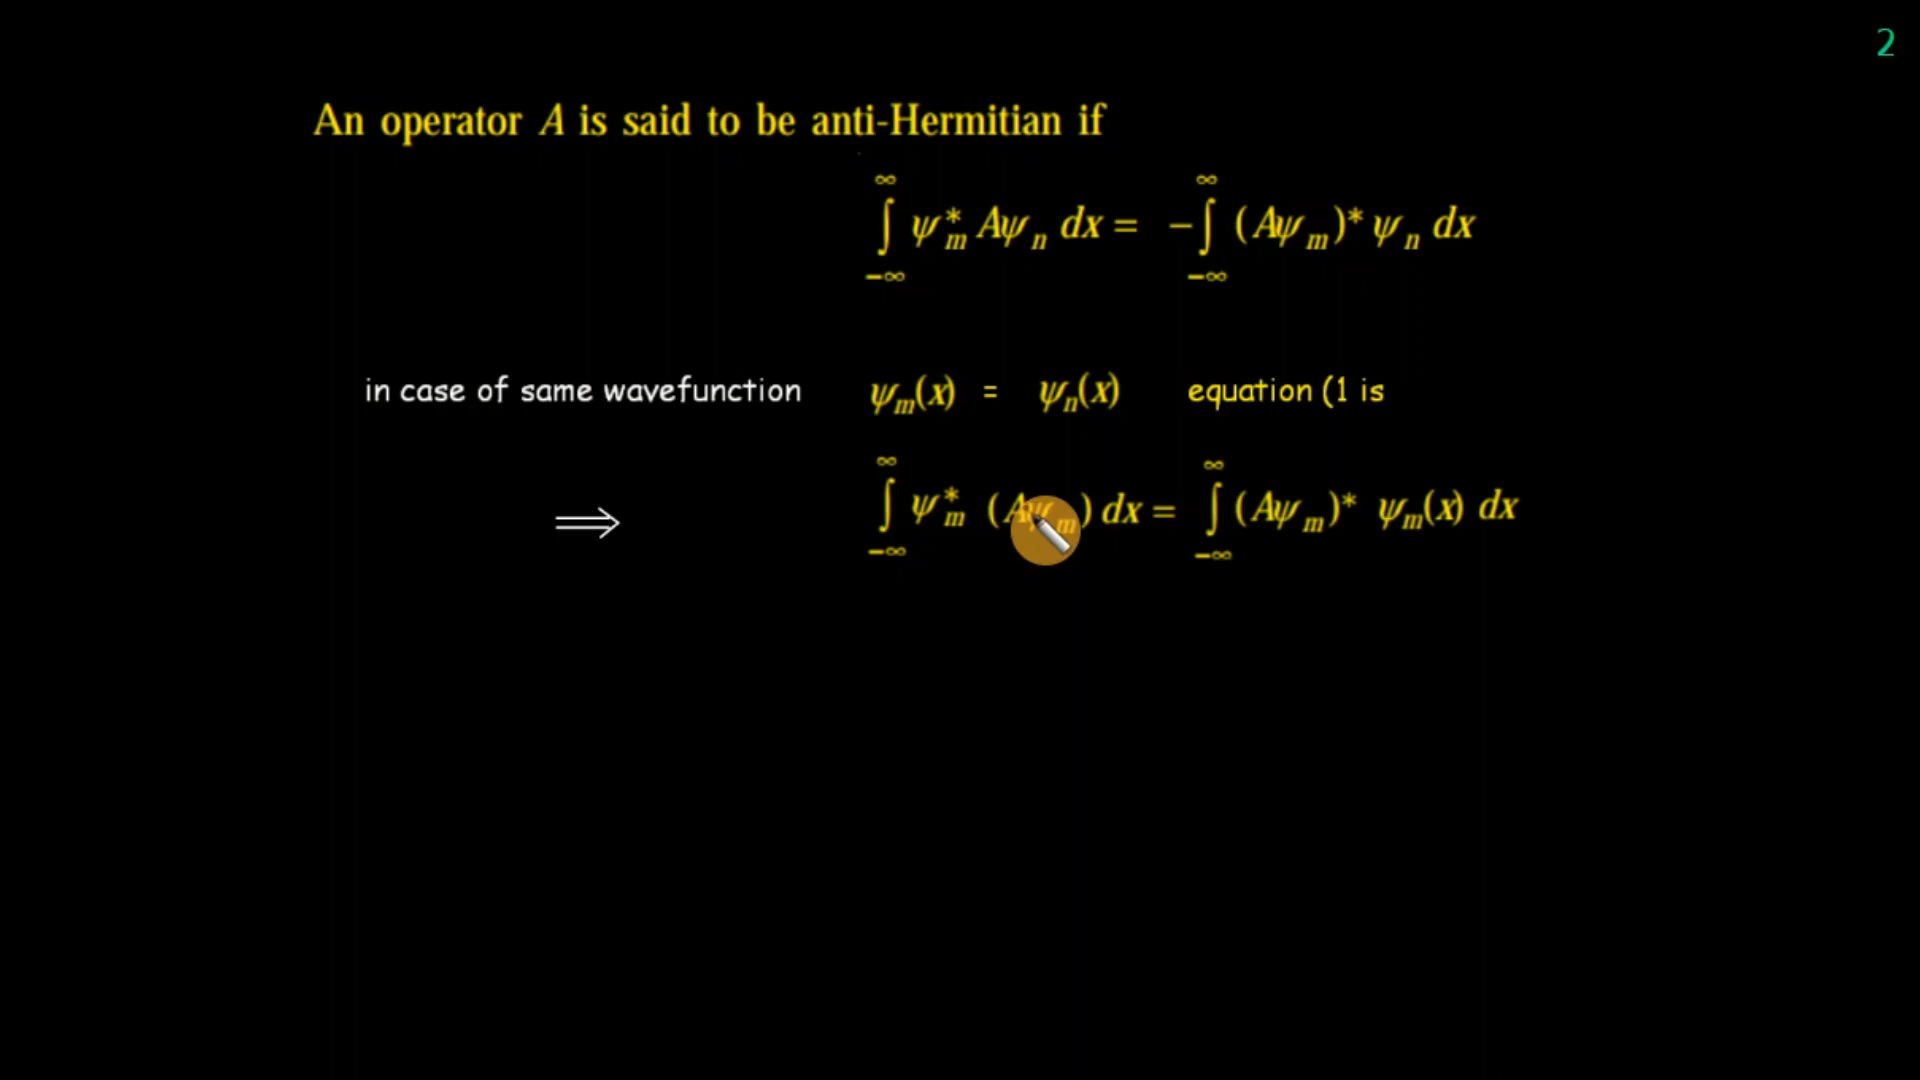 2
An operator A is said to be anti-Hermitian if
∫_{-∞}^{∞} ψ*_m Aψ_n dx = −∫_{-∞}^{∞} (Aψ_m)* ψ_n dx
in case of same wavefunction ψ_m(x) = ψ_n(x) equation (1 is
⟹ ∫_{-∞}^{∞} ψ*_m (Aψ_m) dx = ∫_{-∞}^{∞} (Aψ_m)* ψ_m(x) dx